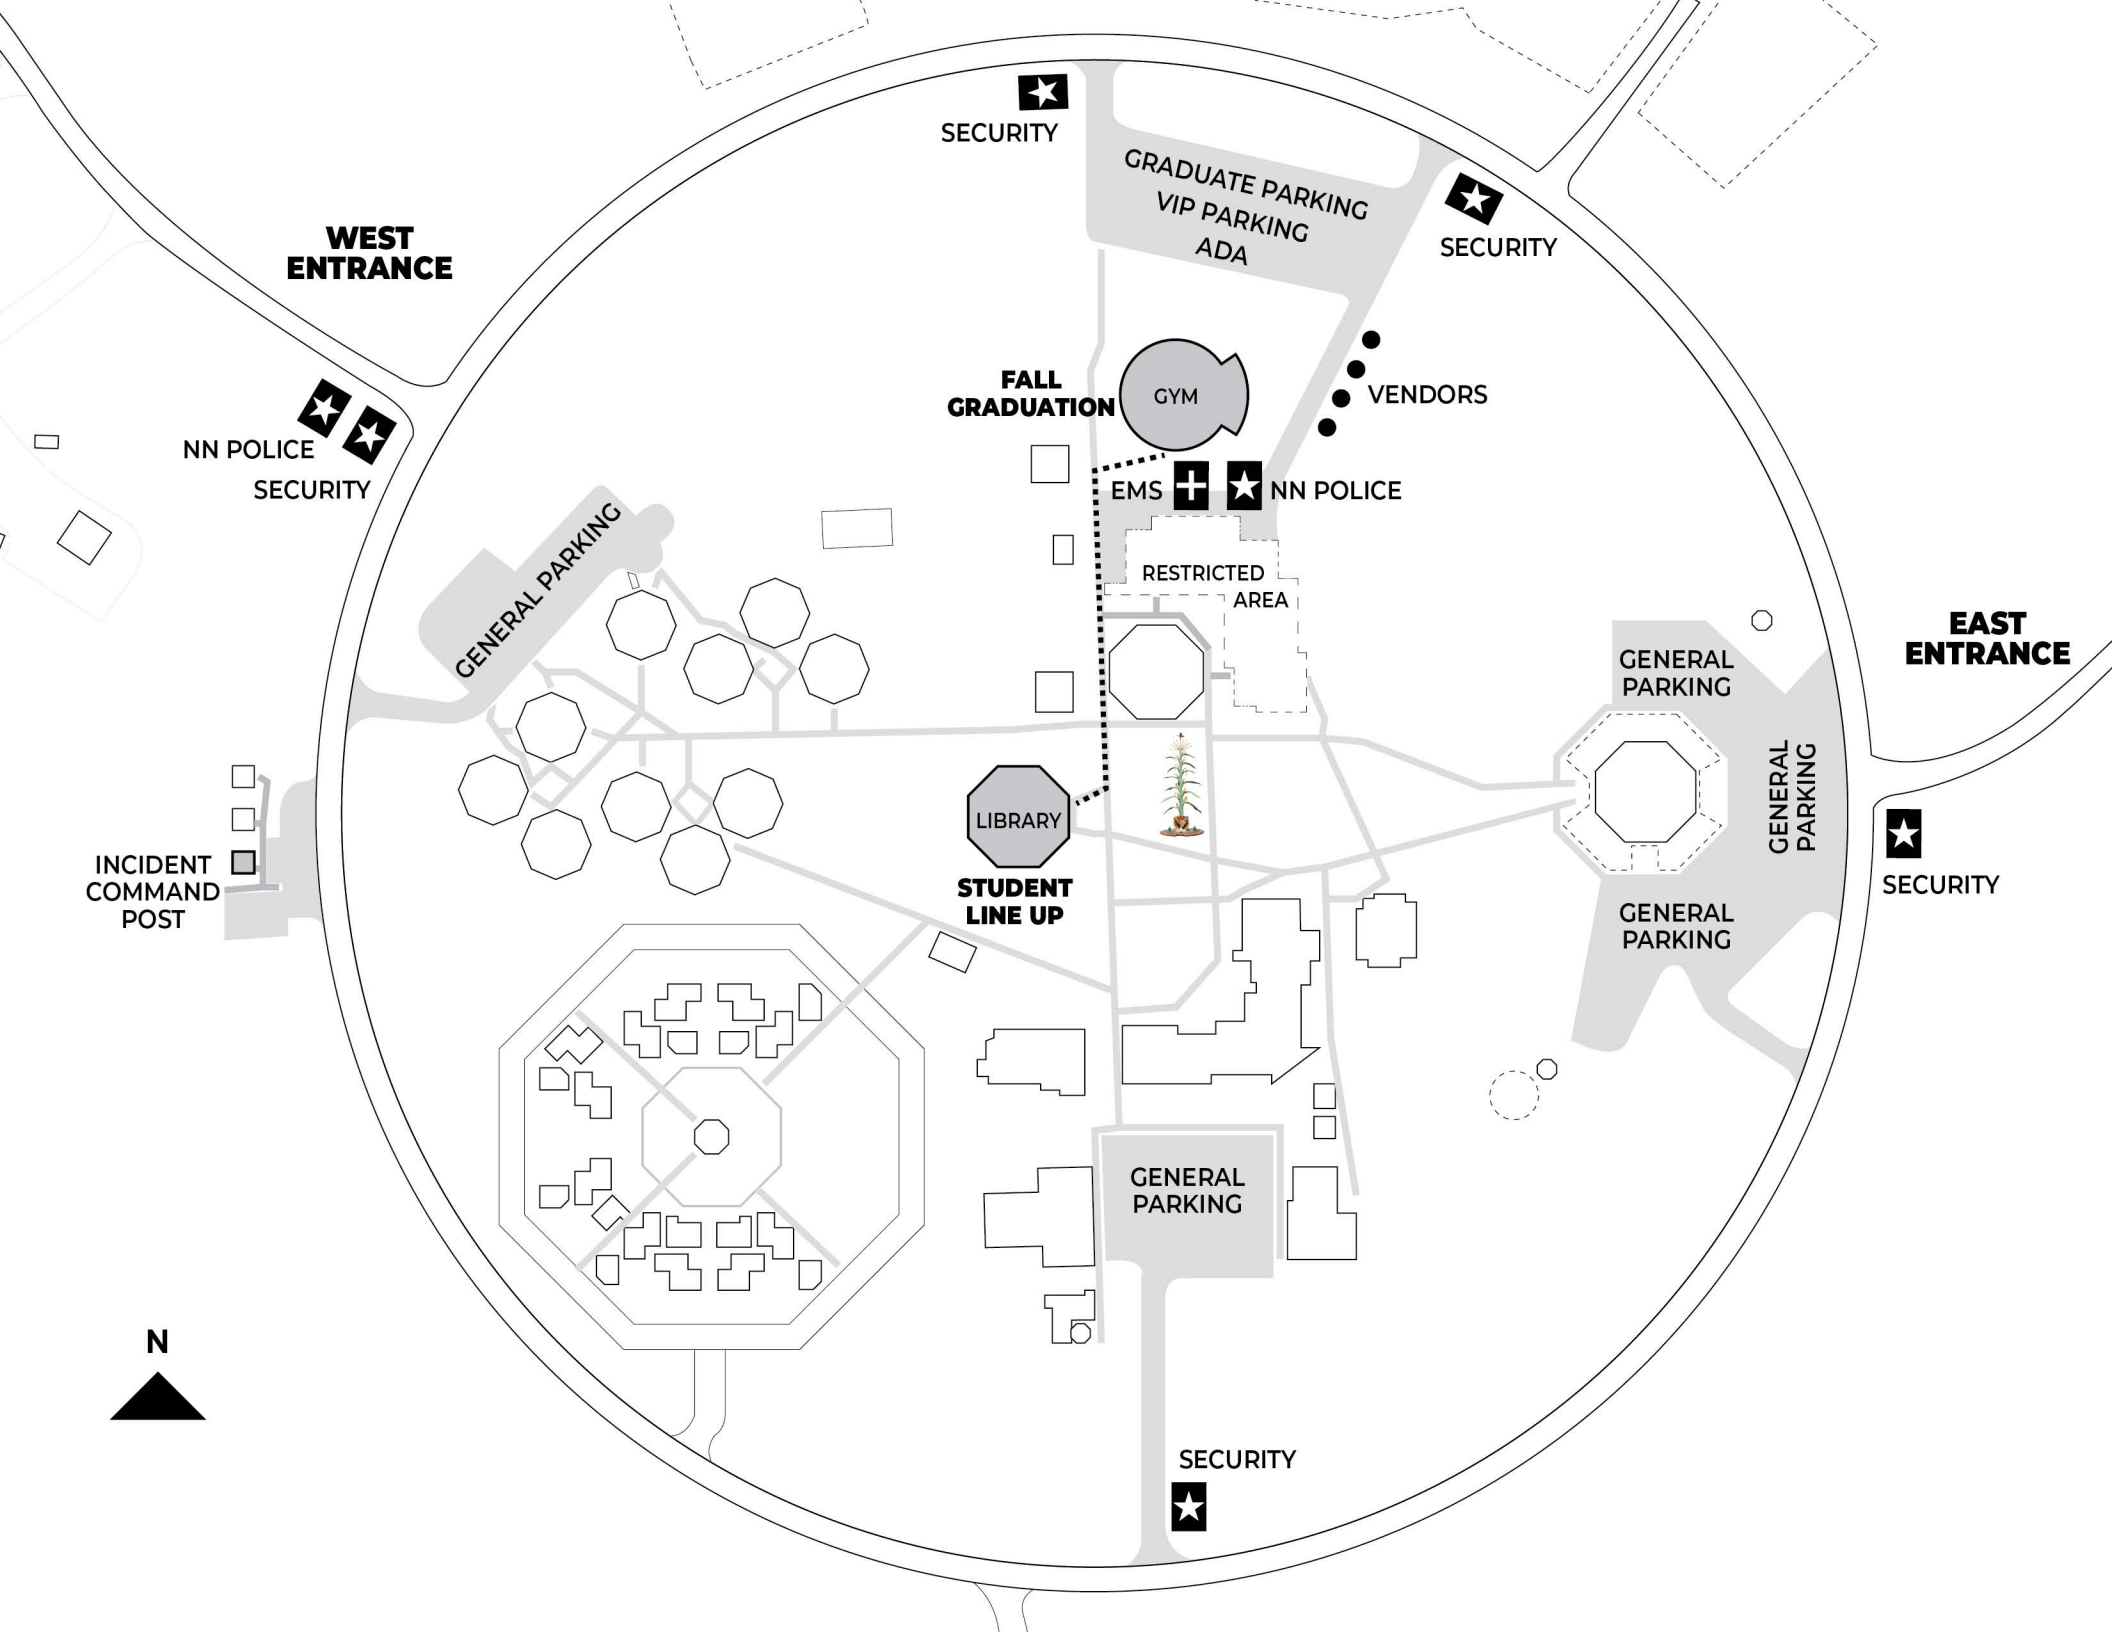 SECURITY
GRADUATE PARKING
VIP PARKING
ADA
SECURITY
WEST
ENTRANCE
FALL
GRADUATION
GYM
VENDORS
NN POLICE
SECURITY
EMS
NN POLICE
GENERAL PARKING
RESTRICTED
AREA
EAST
ENTRANCE
GENERAL
PARKING
GENERAL
PARKING
LIBRARY
STUDENT
LINE UP
INCIDENT
COMMAND
POST
SECURITY
GENERAL
PARKING
GENERAL
PARKING
N
SECURITY